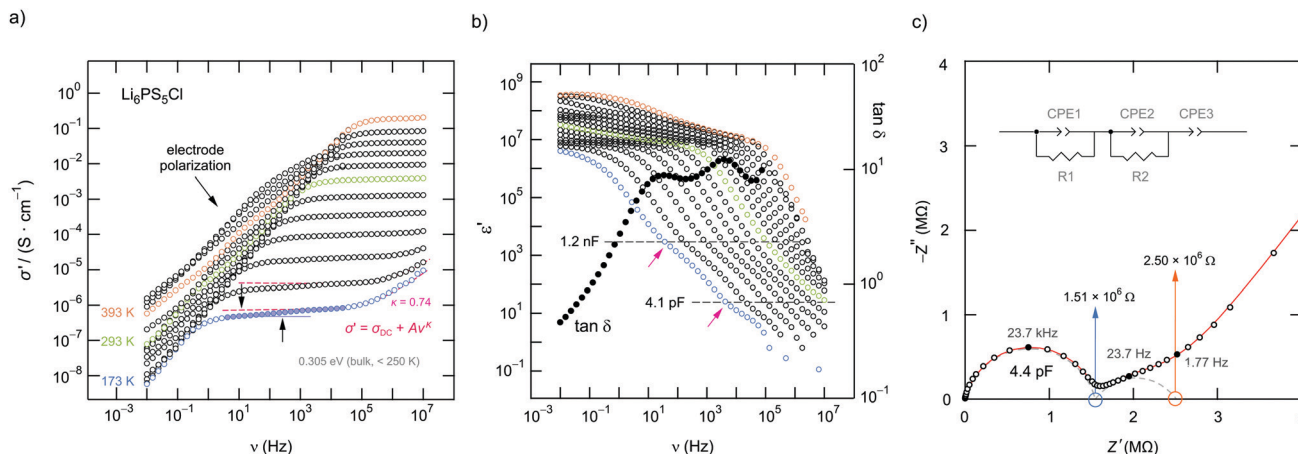 a)
σ′/(S · cm⁻¹)
10⁰
10⁻¹
10⁻²
10⁻³
10⁻⁴
10⁻⁵
10⁻⁶
10⁻⁷
10⁻⁸
Li₆PS₅Cl
electrode
polarization
393 K
293 K
173 K
κ = 0.74
σ′ = σDC + Aνᵏ
0.305 eV (bulk, < 250 K)
10⁻³ 10⁻¹ 10¹ 10³ 10⁵ 10⁷
ν (Hz)
b)
ε′
10⁹
10⁷
10⁵
10³
10¹
10⁻¹
1.2 nF
4.1 pF
tan δ
10²
10¹
10⁰
10⁻¹
tan δ
10⁻³ 10⁻¹ 10¹ 10³ 10⁵ 10⁷
ν (Hz)
c)
−Z″ (MΩ)
4
3
2
1
0
CPE1 CPE2 CPE3
R1 R2
2.50 × 10⁶ Ω
1.51 × 10⁶ Ω
23.7 kHz
23.7 Hz
1.77 Hz
4.4 pF
0 1 2 3
Z′(MΩ)